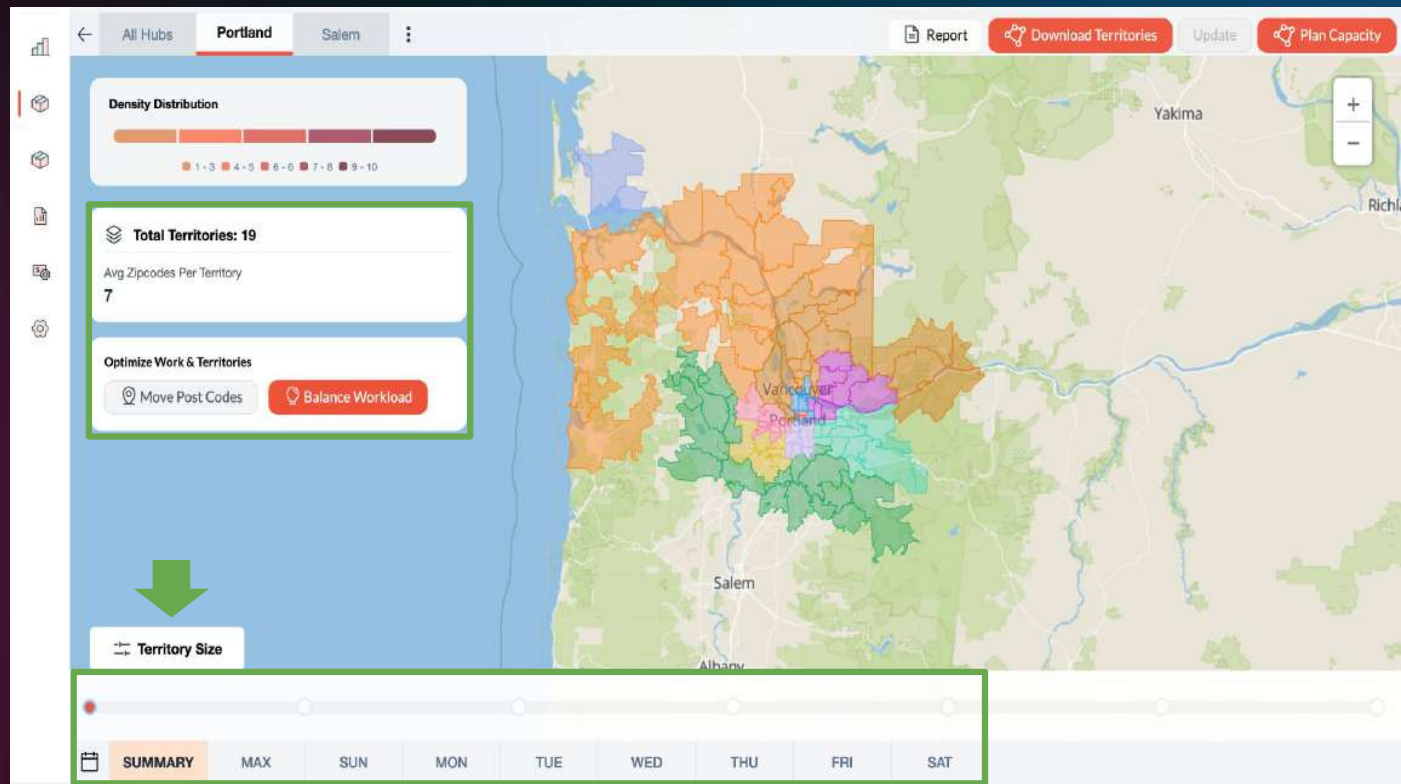 All Hubs
Portland
Salem
Report
Download Territories
Update
Plan Capacity
Density Distribution
1 - 3 4 - 5 6 - 6 7 - 8 9 - 10
Total Territories: 19
Avg Zipcodes Per Territory
7
Optimize Work & Territories
Move Post Codes
Balance Workload
Territory Size
Yakima
+
−
Richl
Vancouver
Portland
Salem
Albany
SUMMARY MAX SUN MON TUE WED THU FRI SAT